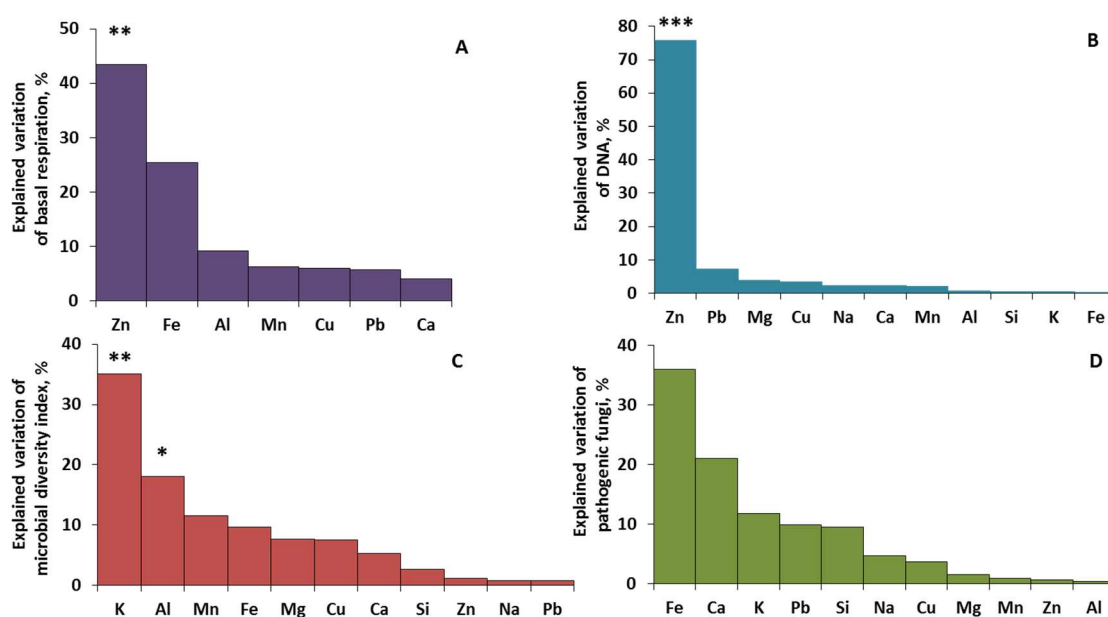 Explained variation
of basal respiration, %
50
40
30
20
10
0
**
A
Zn Fe Al Mn Cu Pb Ca
Explained variation
of DNA, %
80
70
60
50
40
30
20
10
0
***
B
Zn Pb Mg Cu Na Ca Mn Al Si K Fe
Explained variation of
microbial diversity index, %
40
30
20
10
0
**
*
C
K Al Mn Fe Mg Cu Ca Si Zn Na Pb
Explained variation of
pathogenic fungi, %
40
30
20
10
0
D
Fe Ca K Pb Si Na Cu Mg Mn Zn Al